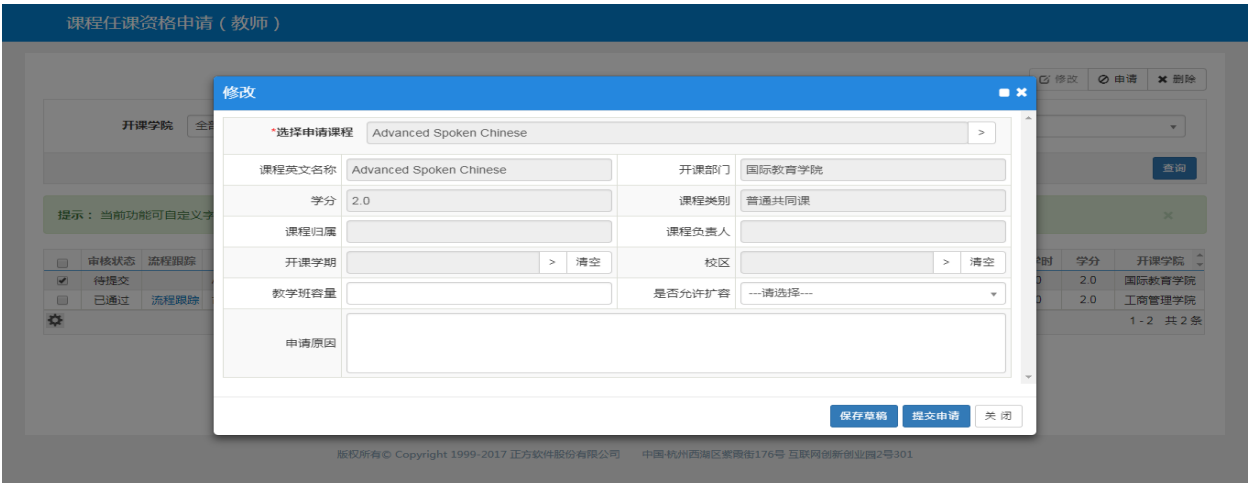 课程任课资格申请（教师）
修改 申请 删除
修改
开课学院 全部
*选择申请课程 Advanced Spoken Chinese >
课程英文名称 Advanced Spoken Chinese 开课部门 国际教育学院
查询
学分 2.0 课程类别 普通共同课
提示： 当前功能可自定义字
课程归属 课程负责人
审核状态 流程跟踪 开课学期 > 清空 校区 > 清空 学时 学分 开课学院
待提交 2.0 国际教育学院
教学班容量 是否允许扩容 ---请选择---
已通过 流程跟踪 2.0 工商管理学院
1 - 2 共 2 条
申请原因
保存草稿 提交申请 关 闭
版权所有© Copyright 1999-2017 正方软件股份有限公司 中国·杭州西湖区紫霞街176号 互联网创新创业园2号301